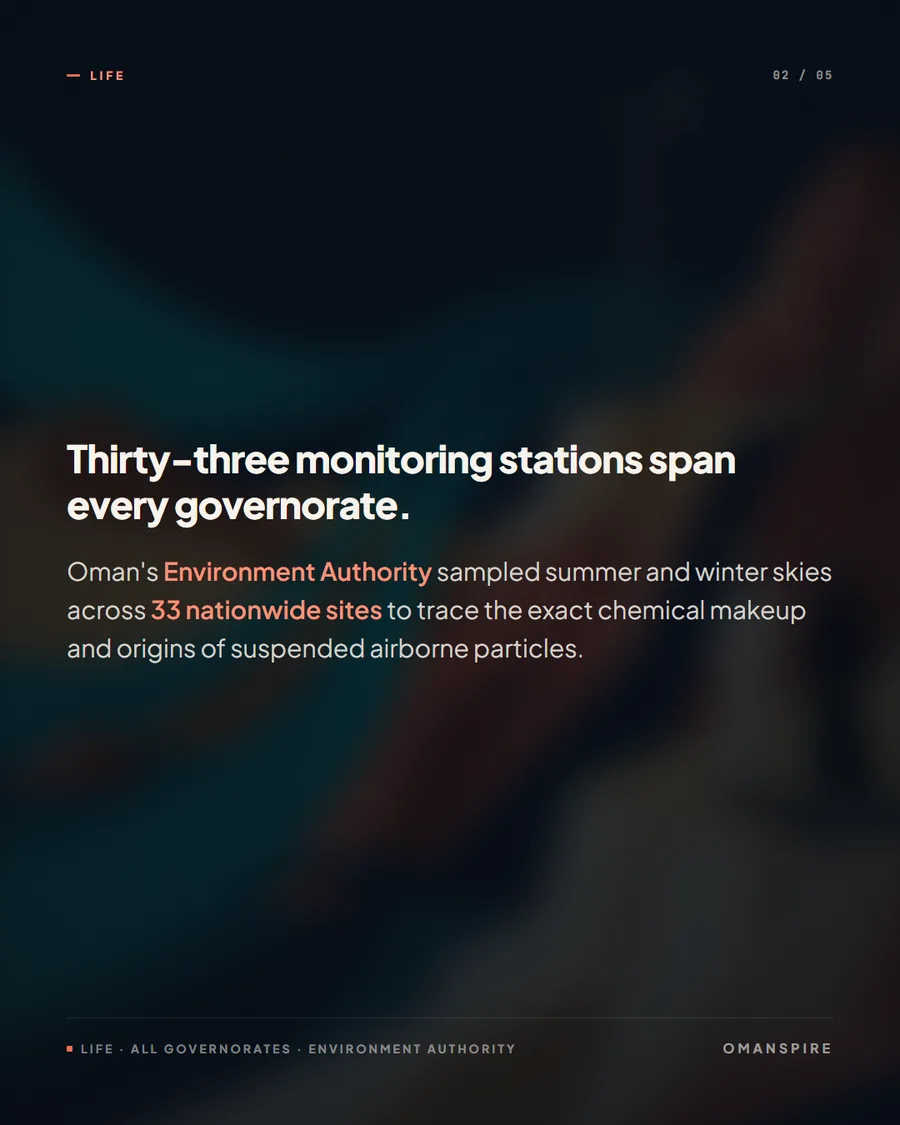 — LIFE
02 / 05
Thirty-three monitoring stations span
every governorate.
Oman's Environment Authority sampled summer and winter skies
across 33 nationwide sites to trace the exact chemical makeup
and origins of suspended airborne particles.
LIFE · ALL GOVERNORATES · ENVIRONMENT AUTHORITY
OMANSPIRE